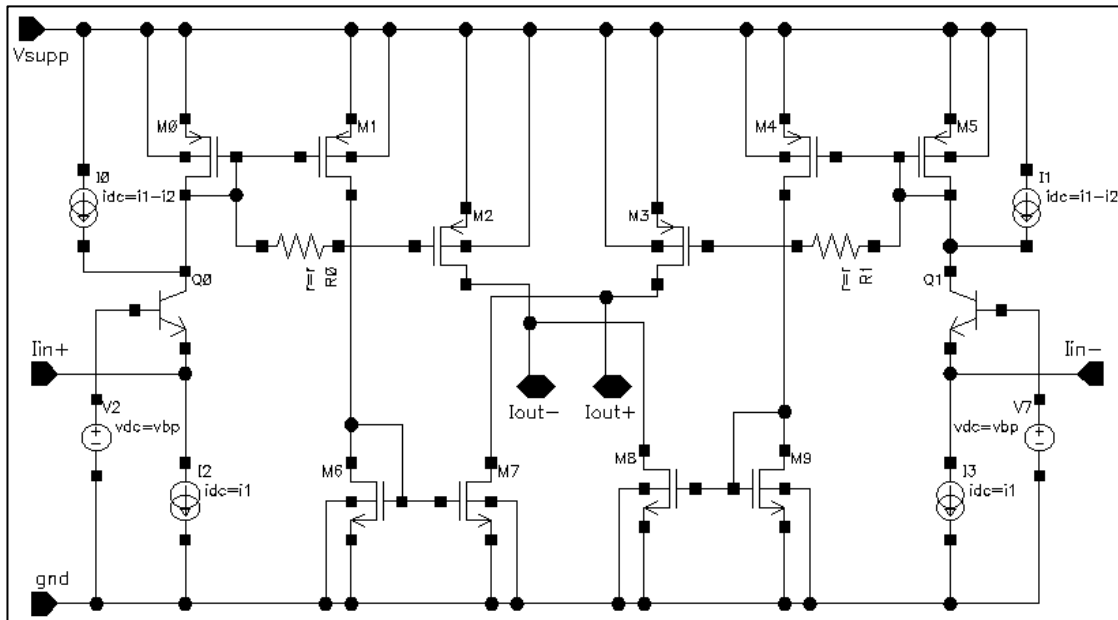 Vsupp
M0
M1
M4
M5
I0
idc=i1-i2
I1
idc=i1-i2
M2
M3
r=r
R0
r=r
R1
Q0
Q1
Iin+
Iin-
V2
vdc=vbp
Iout-
Iout+
V7
vdc=vbp
I2
idc=i1
M6
M7
M8
M9
I3
idc=i1
gnd